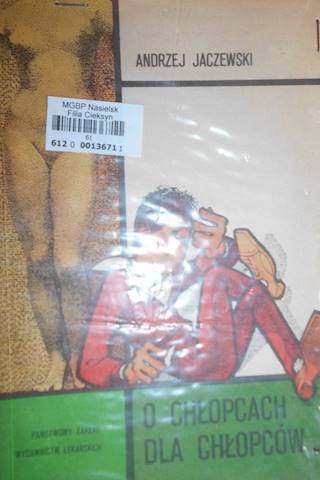 ANDRZEJ JACZEWSKI
MGBP Nasielsk
Filia Cieksyn
61
612 0 0013671 1
O CHŁOPCACH
DLA CHŁOPCÓW
PAŃSTWOWY ZAKŁAD
WYDAWNICTW LEKARSKICH